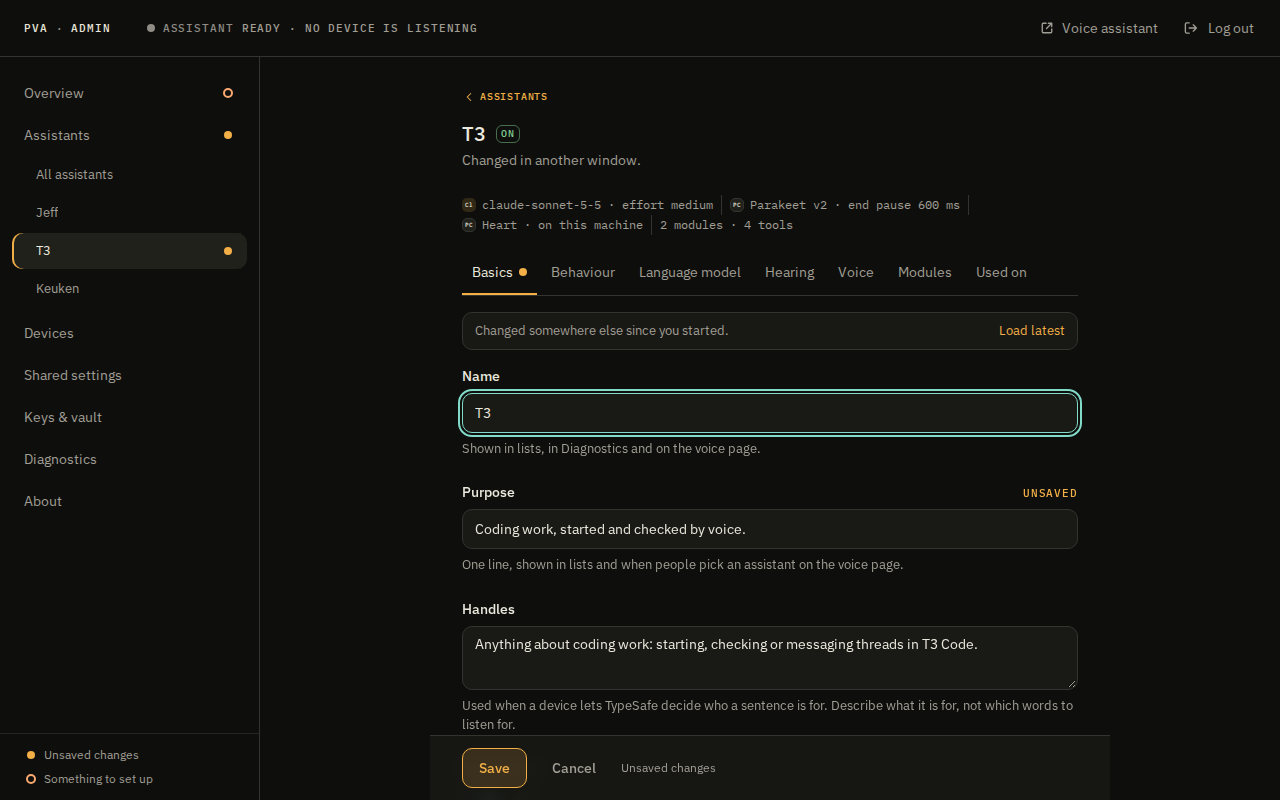 PVA · ADMIN
ASSISTANT READY · NO DEVICE IS LISTENING
Voice assistant
Log out
Overview
Assistants
All assistants
Jeff
T3
Keuken
Devices
Shared settings
Keys & vault
Diagnostics
About
Unsaved changes
Something to set up
ASSISTANTS
T3 ON
Changed in another window.
Cl claude-sonnet-5-5 · effort medium PC Parakeet v2 · end pause 600 ms
PC Heart · on this machine 2 modules · 4 tools
Basics Behaviour Language model Hearing Voice Modules Used on
Changed somewhere else since you started. Load latest
Name
T3
Shown in lists, in Diagnostics and on the voice page.
Purpose UNSAVED
Coding work, started and checked by voice.
One line, shown in lists and when people pick an assistant on the voice page.
Handles
Anything about coding work: starting, checking or messaging threads in T3 Code.
Used when a device lets TypeSafe decide who a sentence is for. Describe what it is for, not which words to
listen for.
Save Cancel Unsaved changes